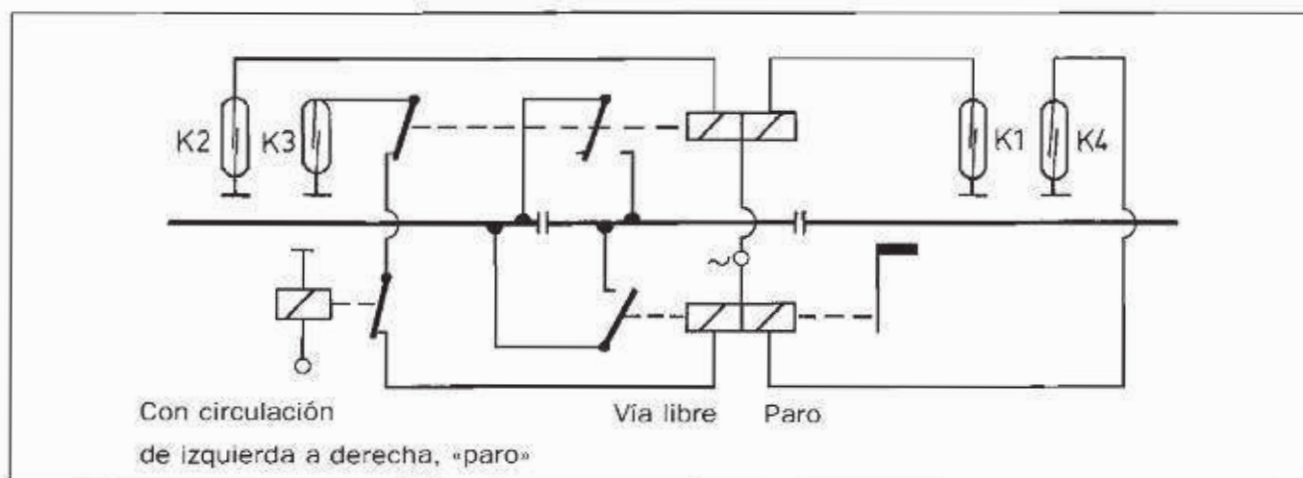 K2 K3 K1 K4
~
Con circulación Vía libre Paro
de izquierda a derecha, «paro»